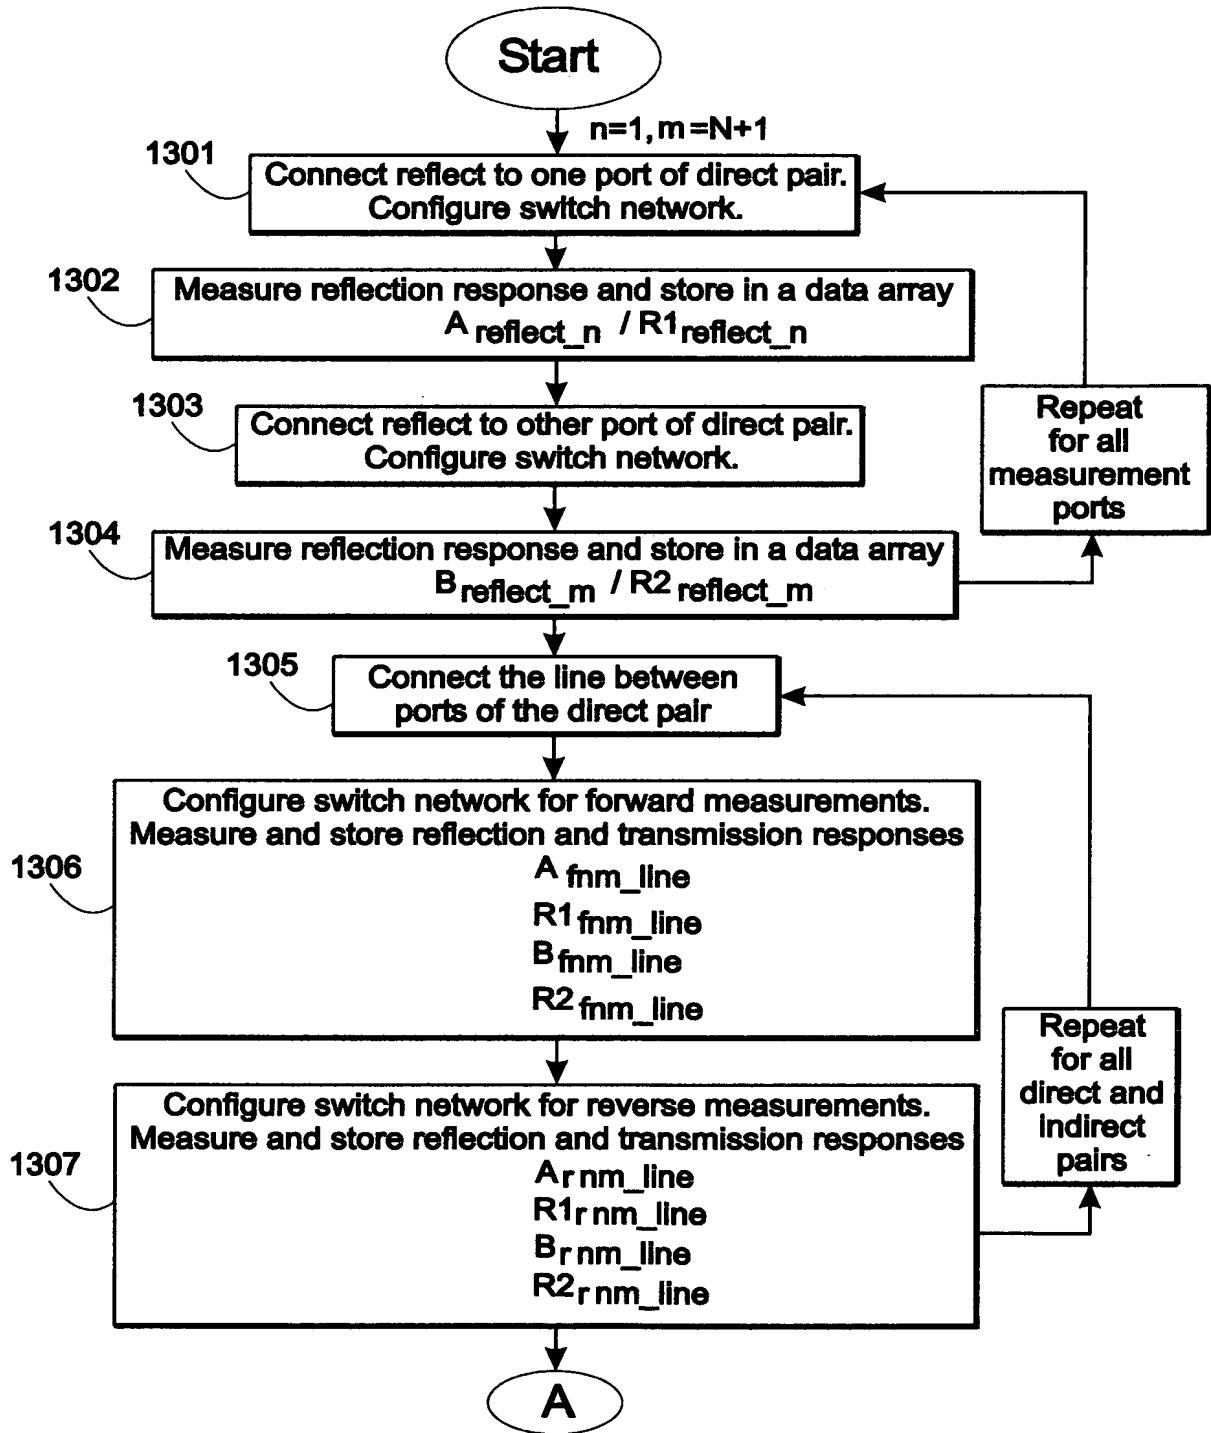 Start
n=1, m=N+1
1301
Connect reflect to one port of direct pair.
Configure switch network.
1302
Measure reflection response and store in a data array
A reflect_n / R1 reflect_n
1303
Connect reflect to other port of direct pair.
Configure switch network.
Repeat
for all
measurement
ports
1304
Measure reflection response and store in a data array
B reflect_m / R2 reflect_m
1305
Connect the line between
ports of the direct pair
1306
Configure switch network for forward measurements.
Measure and store reflection and transmission responses
A fnm_line
R1 fnm_line
B fnm_line
R2 fnm_line
Repeat
for all
direct and
indirect
pairs
1307
Configure switch network for reverse measurements.
Measure and store reflection and transmission responses
A r nm_line
R1 r nm_line
B r nm_line
R2 r nm_line
A